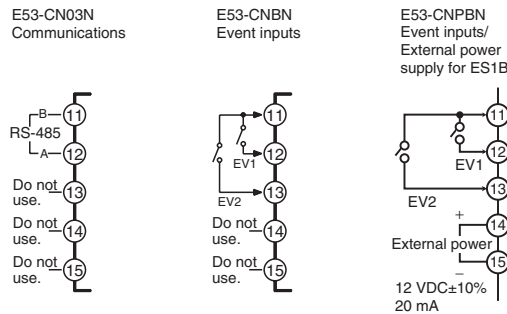 E53-CN03N
Communications
B
11
RS-485
A
12
Do not
use.
13
Do not
use.
14
Do not
use.
15
E53-CNBN
Event inputs
11
EV1
12
EV2
13
Do not
use.
14
Do not
use.
15
E53-CNPBN
Event inputs/
External power
supply for ES1B
11
EV1
12
EV2
13
+
14
External power
15
−
12 VDC±10%
20 mA